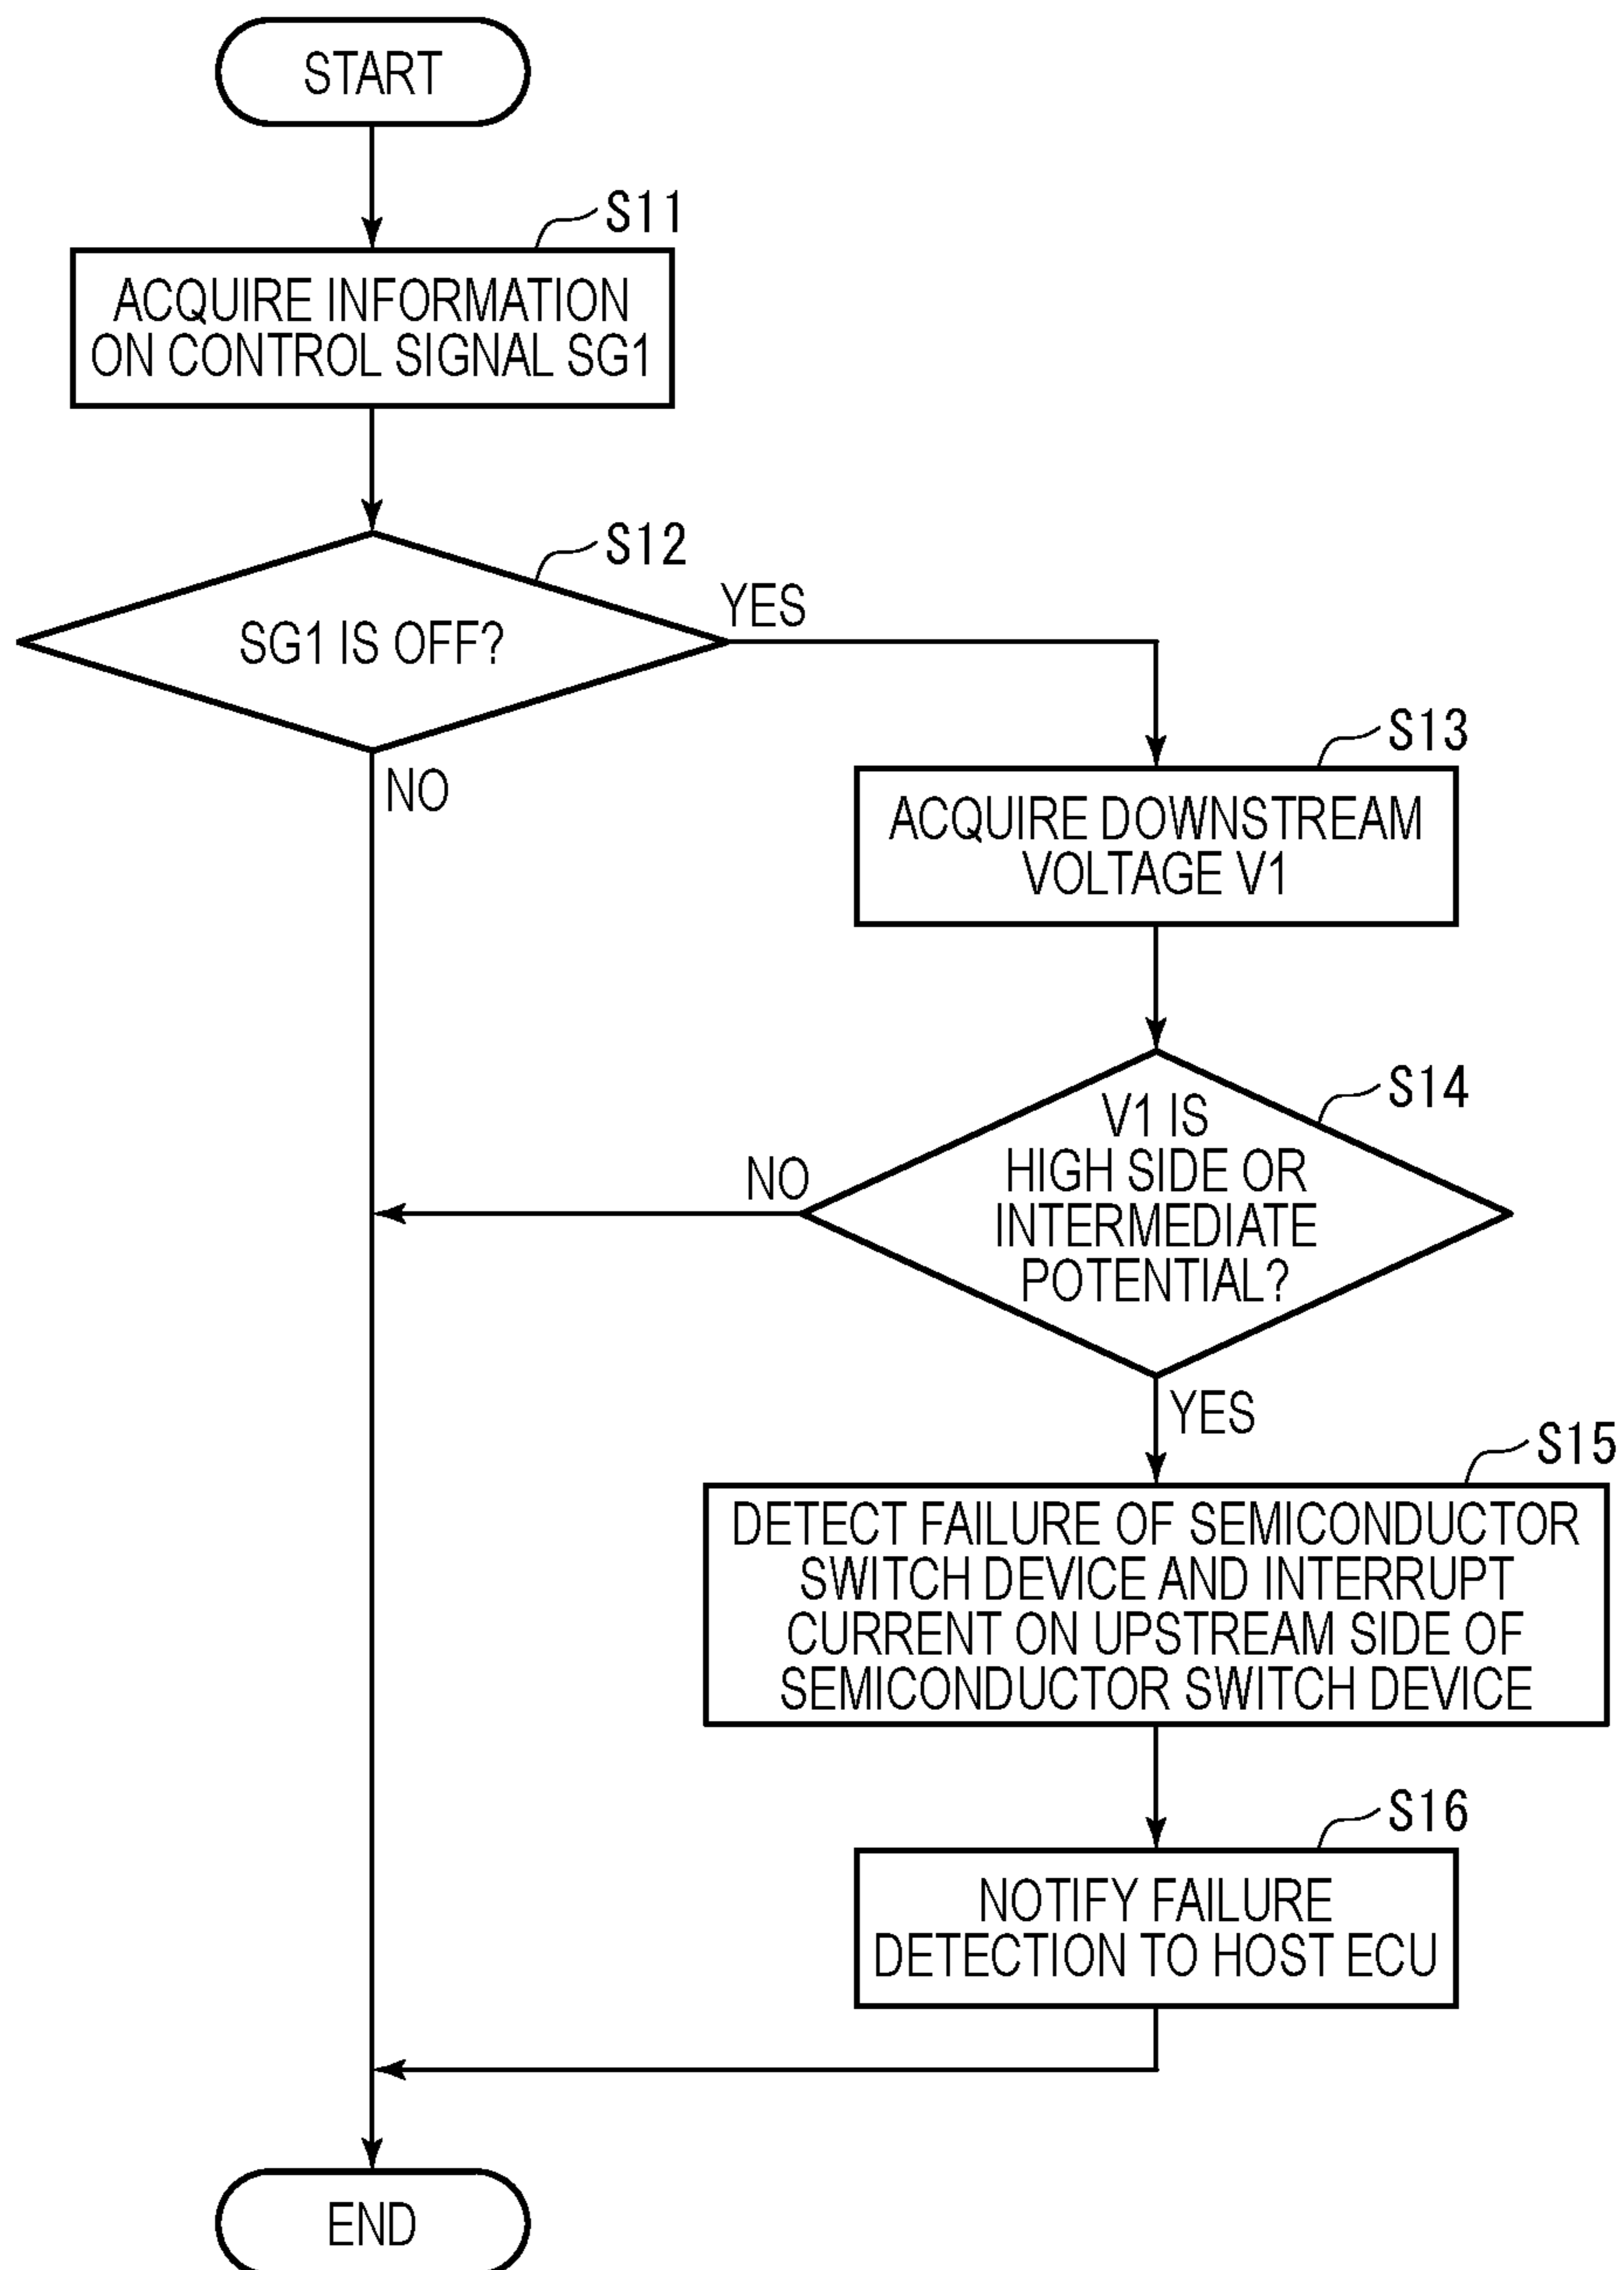 START
S11
ACQUIRE INFORMATION
ON CONTROL SIGNAL SG1
S12
SG1 IS OFF?
YES
NO
S13
ACQUIRE DOWNSTREAM
VOLTAGE V1
S14
V1 IS
HIGH SIDE OR
INTERMEDIATE
POTENTIAL?
NO
YES
S15
DETECT FAILURE OF SEMICONDUCTOR
SWITCH DEVICE AND INTERRUPT
CURRENT ON UPSTREAM SIDE OF
SEMICONDUCTOR SWITCH DEVICE
S16
NOTIFY FAILURE
DETECTION TO HOST ECU
END